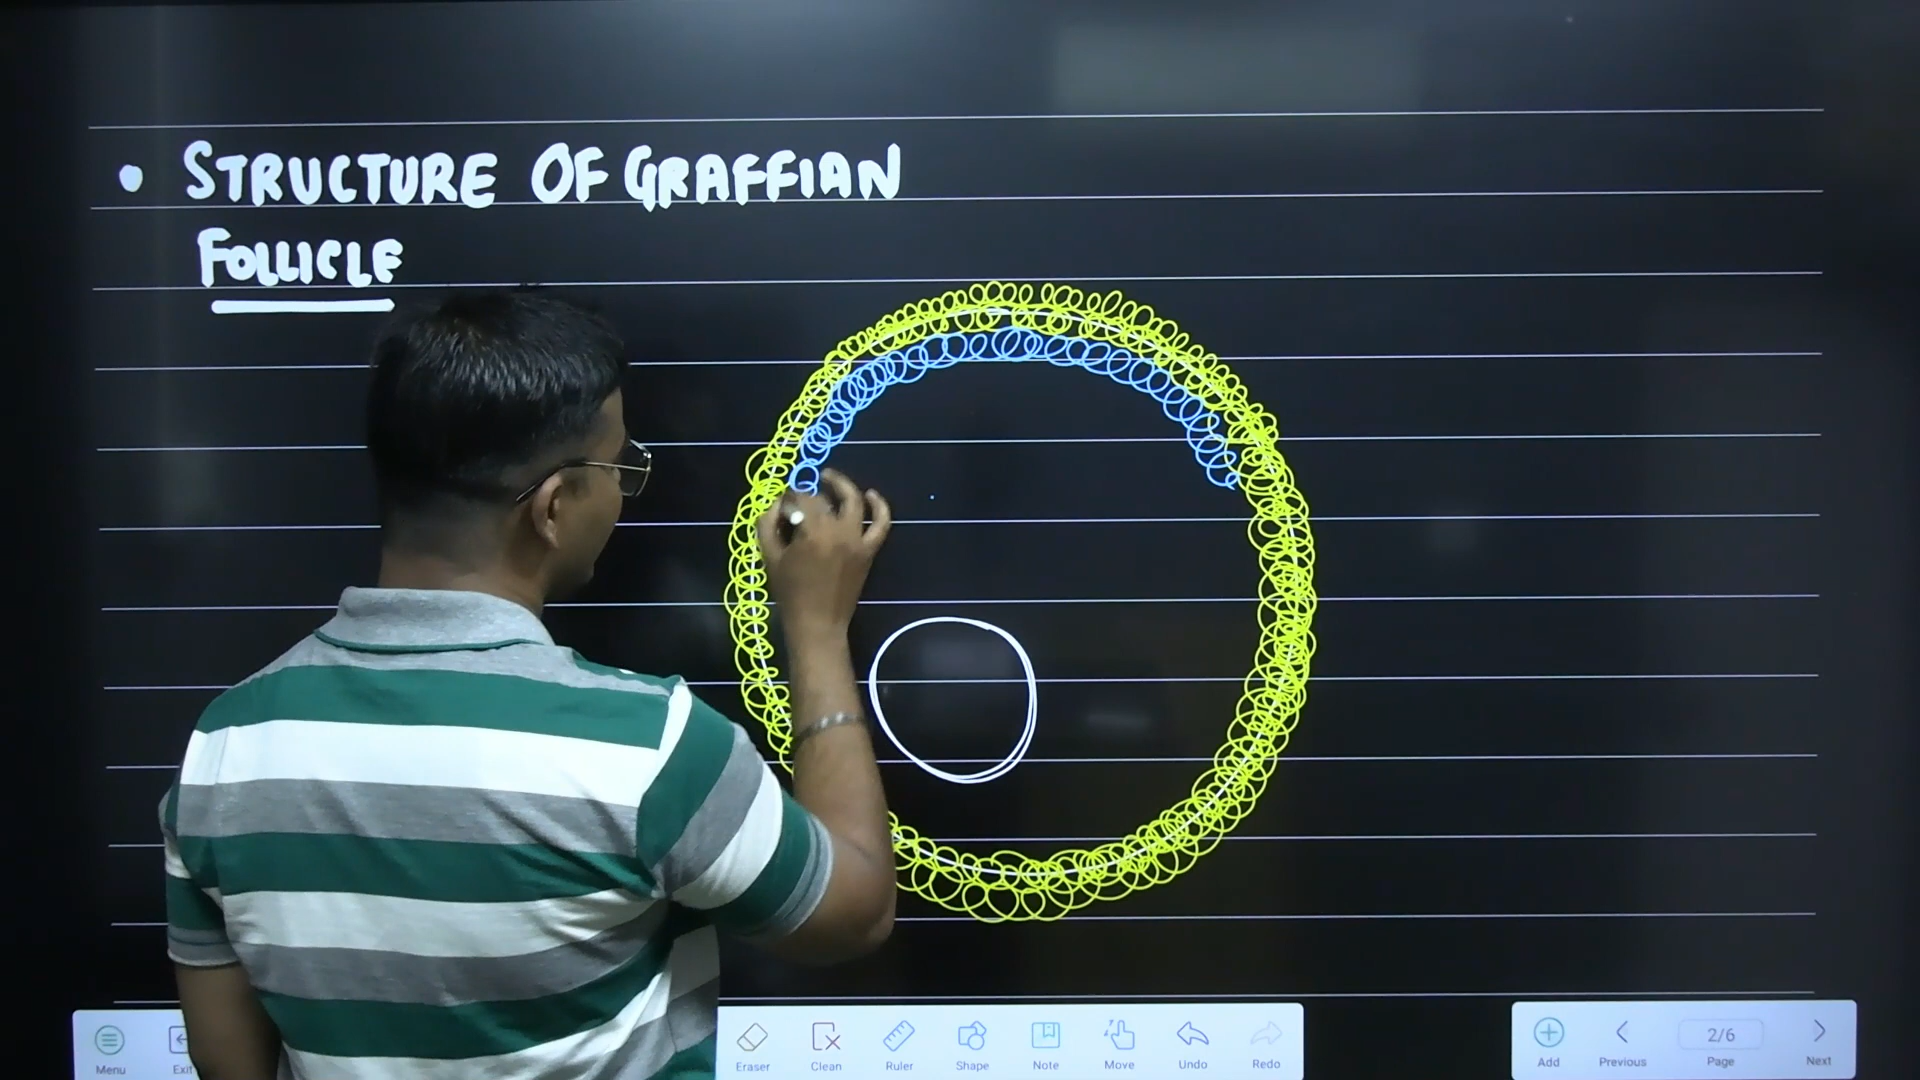 • STRUCTURE OF GRAFFIAN
FOLLICLE
Menu
Exit
Eraser
Clean
Ruler
Shape
Note
Move
Undo
Redo
Add
Previous
2/6
Page
Next